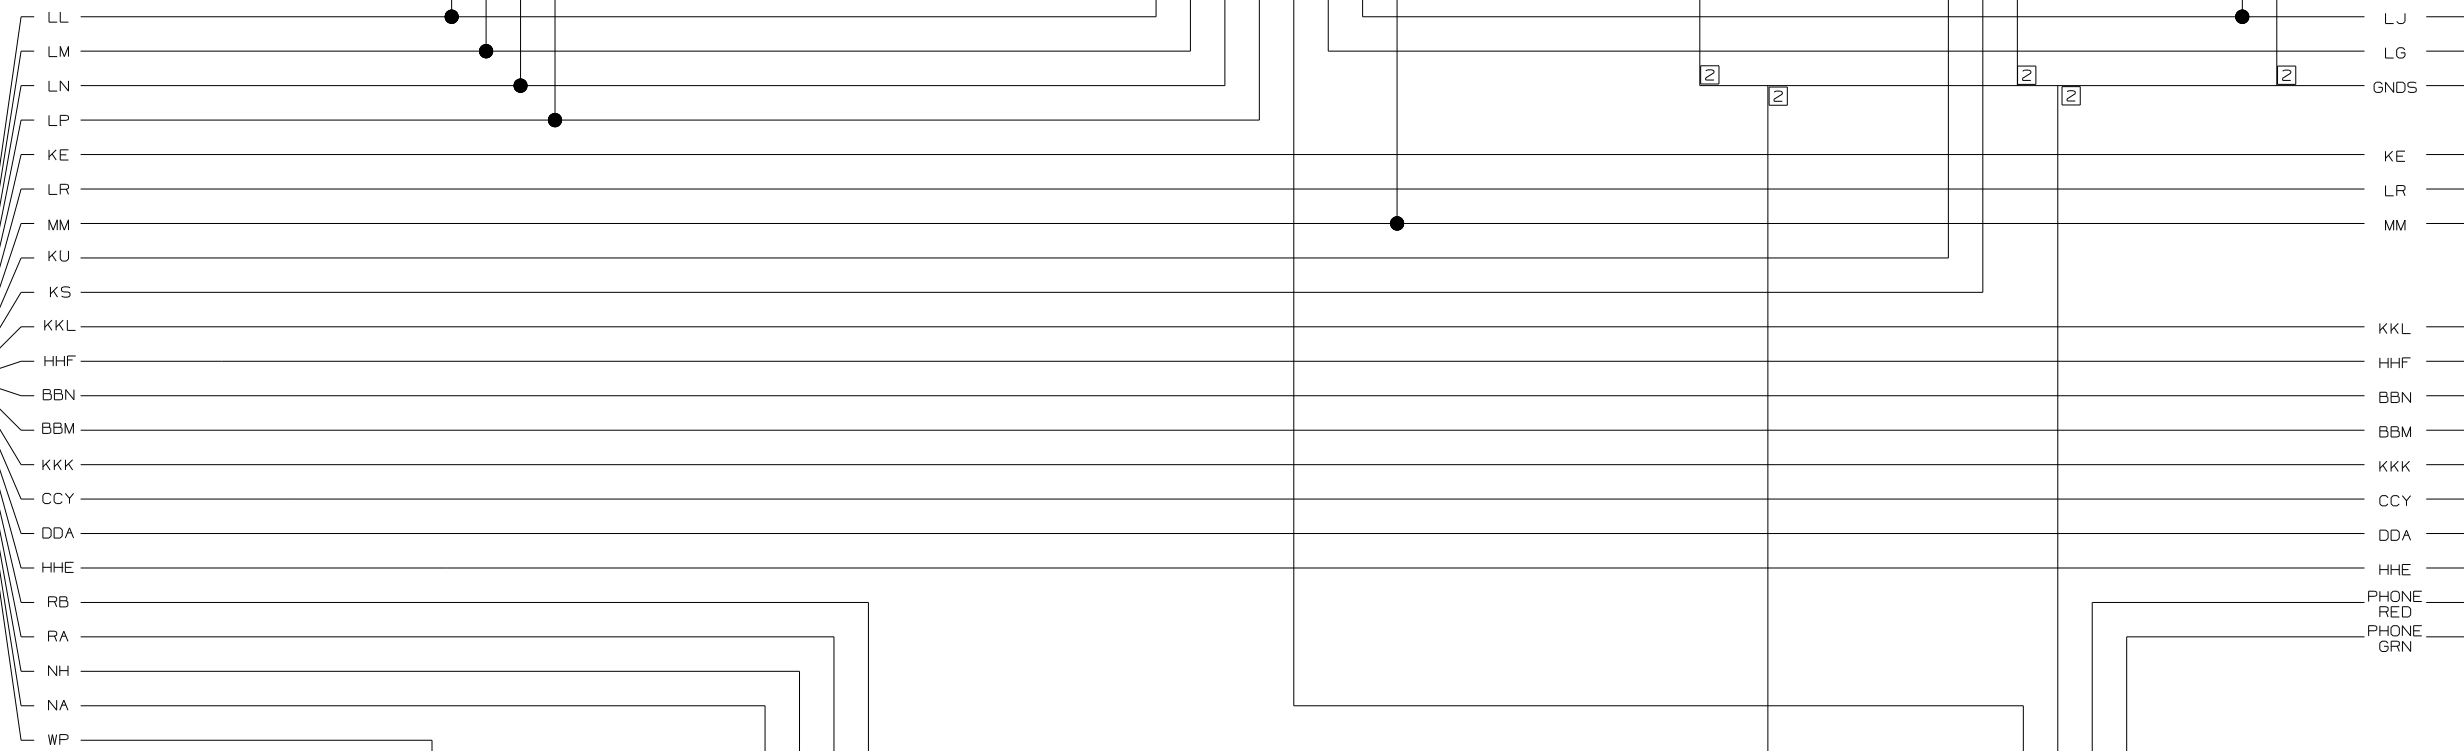 LL LJ
LM LG
2 2 2
LN GNDS
2 2
LP
KE KE
LR LR
MM MM
KU
KS
KKL KKL
HHF HHF
BBN BBN
BBM BBM
KKK KKK
CCY CCY
DDA DDA
HHE HHE
RB PHONE
RED
RA PHONE
GRN
NH
NA
WP